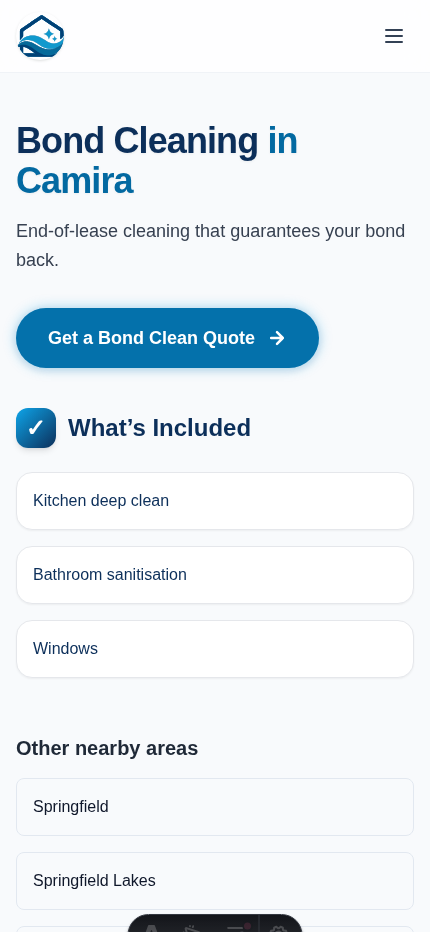 Bond Cleaning in
Camira
End-of-lease cleaning that guarantees your bond
back.
Get a Bond Clean Quote →
✓ What’s Included
Kitchen deep clean
Bathroom sanitisation
Windows
Other nearby areas
Springfield
Springfield Lakes